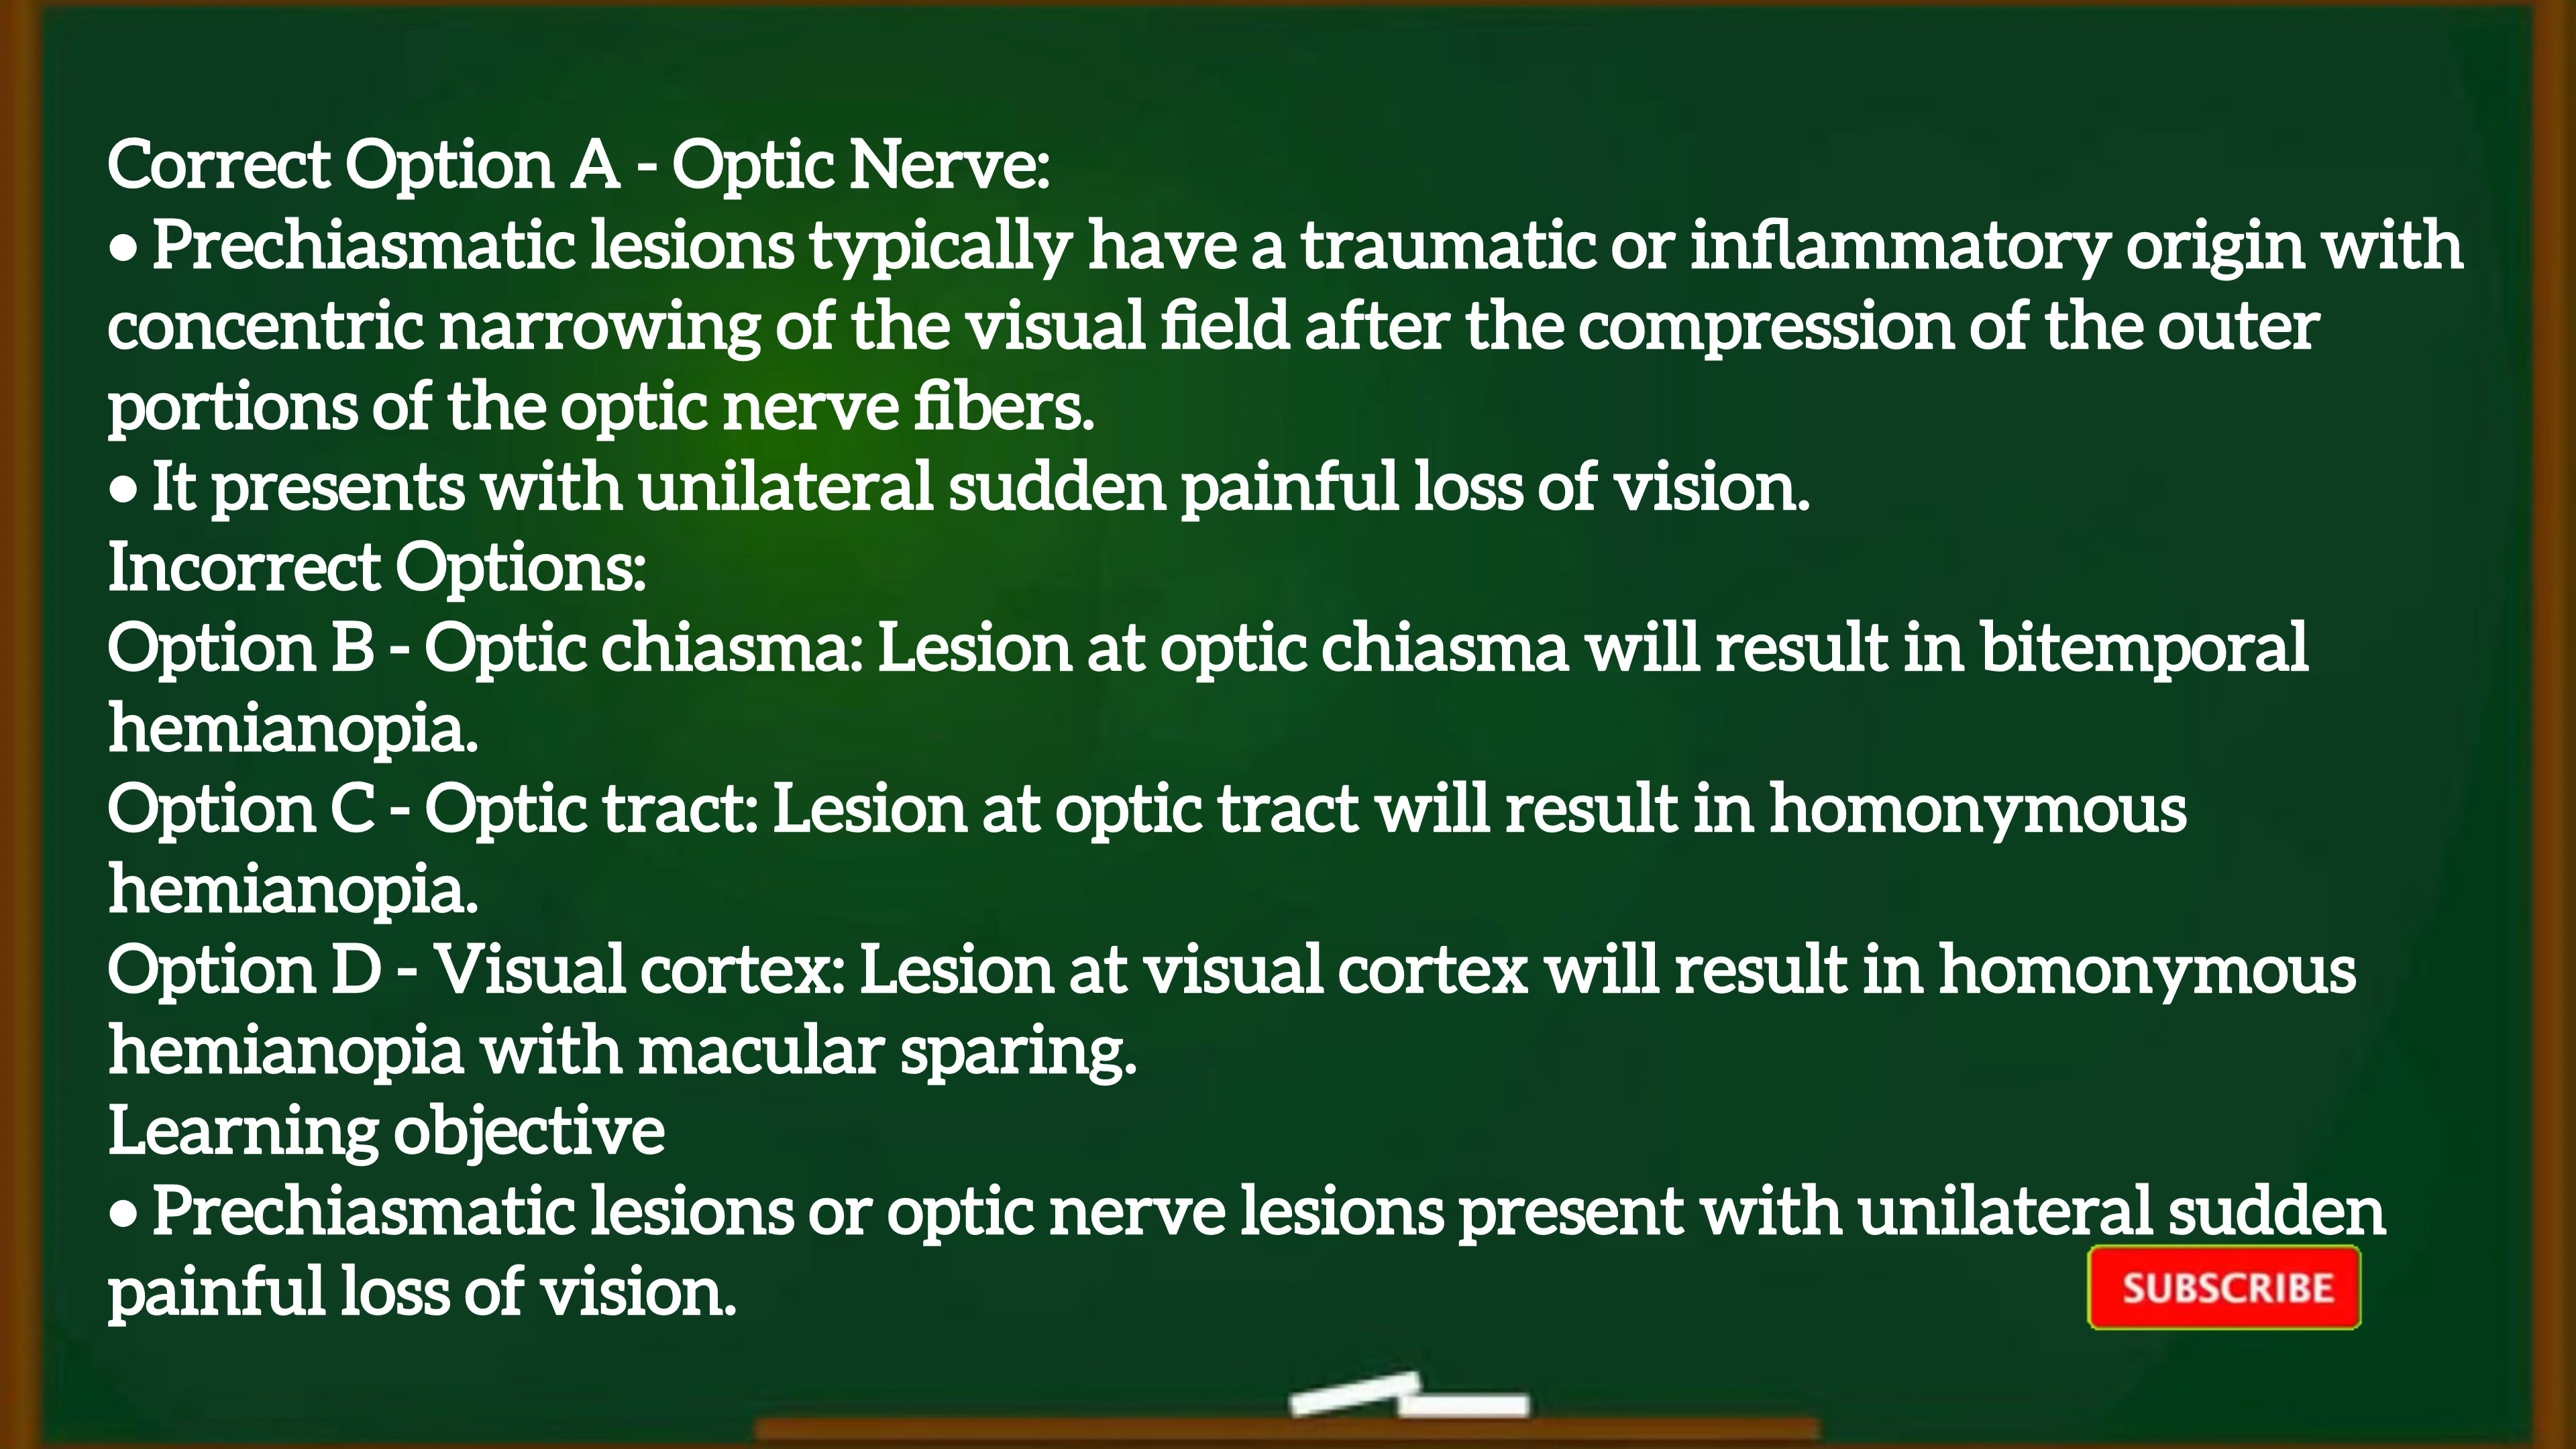 Correct Option A - Optic Nerve:
• Prechiasmatic lesions typically have a traumatic or inflammatory origin with
concentric narrowing of the visual field after the compression of the outer
portions of the optic nerve fibers.
• It presents with unilateral sudden painful loss of vision.
Incorrect Options:
Option B - Optic chiasma: Lesion at optic chiasma will result in bitemporal
hemianopia.
Option C - Optic tract: Lesion at optic tract will result in homonymous
hemianopia.
Option D - Visual cortex: Lesion at visual cortex will result in homonymous
hemianopia with macular sparing.
Learning objective
• Prechiasmatic lesions or optic nerve lesions present with unilateral sudden
painful loss of vision.
SUBSCRIBE